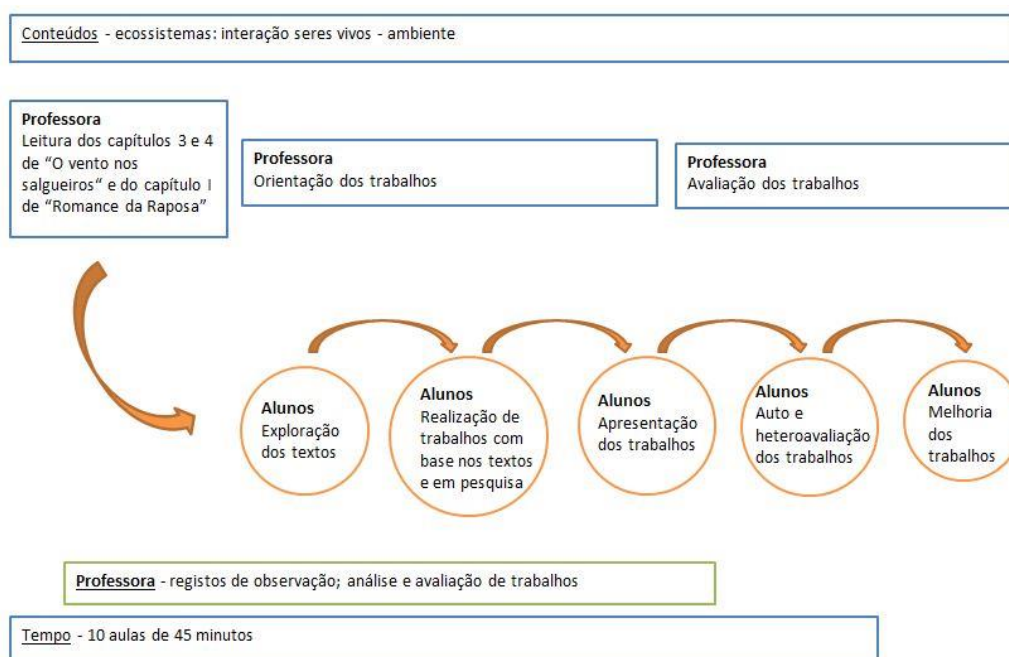 Conteúdos - ecossistemas: interação seres vivos - ambiente
Professora
Leitura dos capítulos 3 e 4
de “O vento nos
salgueiros“ e do capítulo I
de “Romance da Raposa”
Professora
Orientação dos trabalhos
Professora
Avaliação dos trabalhos
Alunos
Exploração
dos textos
Alunos
Realização de
trabalhos com
base nos textos
e em pesquisa
Alunos
Apresentação
dos trabalhos
Alunos
Auto e
heteroavaliação
dos trabalhos
Alunos
Melhoria
dos
trabalhos
Professora - registos de observação; análise e avaliação de trabalhos
Tempo - 10 aulas de 45 minutos